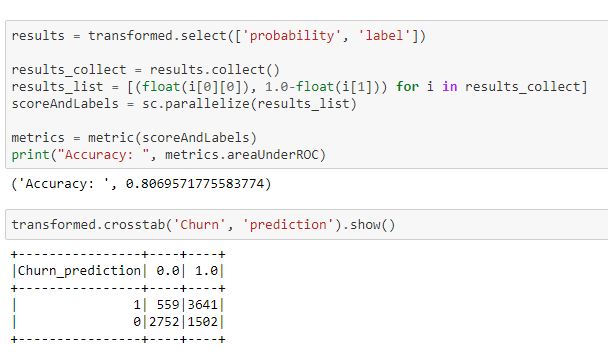 results = transformed.select(['probability', 'label'])
results_collect = results.collect()
results_list = [(float(i[0][0]), 1.0-float(i[1])) for i in results_collect]
scoreAndLabels = sc.parallelize(results_list)
metrics = metric(scoreAndLabels)
print("Accuracy: ", metrics.areaUnderROC)
('Accuracy: ', 0.8069571775583774)
transformed.crosstab('Churn', 'prediction').show()
+----------------+----+----+
|Churn_prediction| 0.0| 1.0|
+----------------+----+----+
|               1| 559|3641|
|               0|2752|1502|
+----------------+----+----+